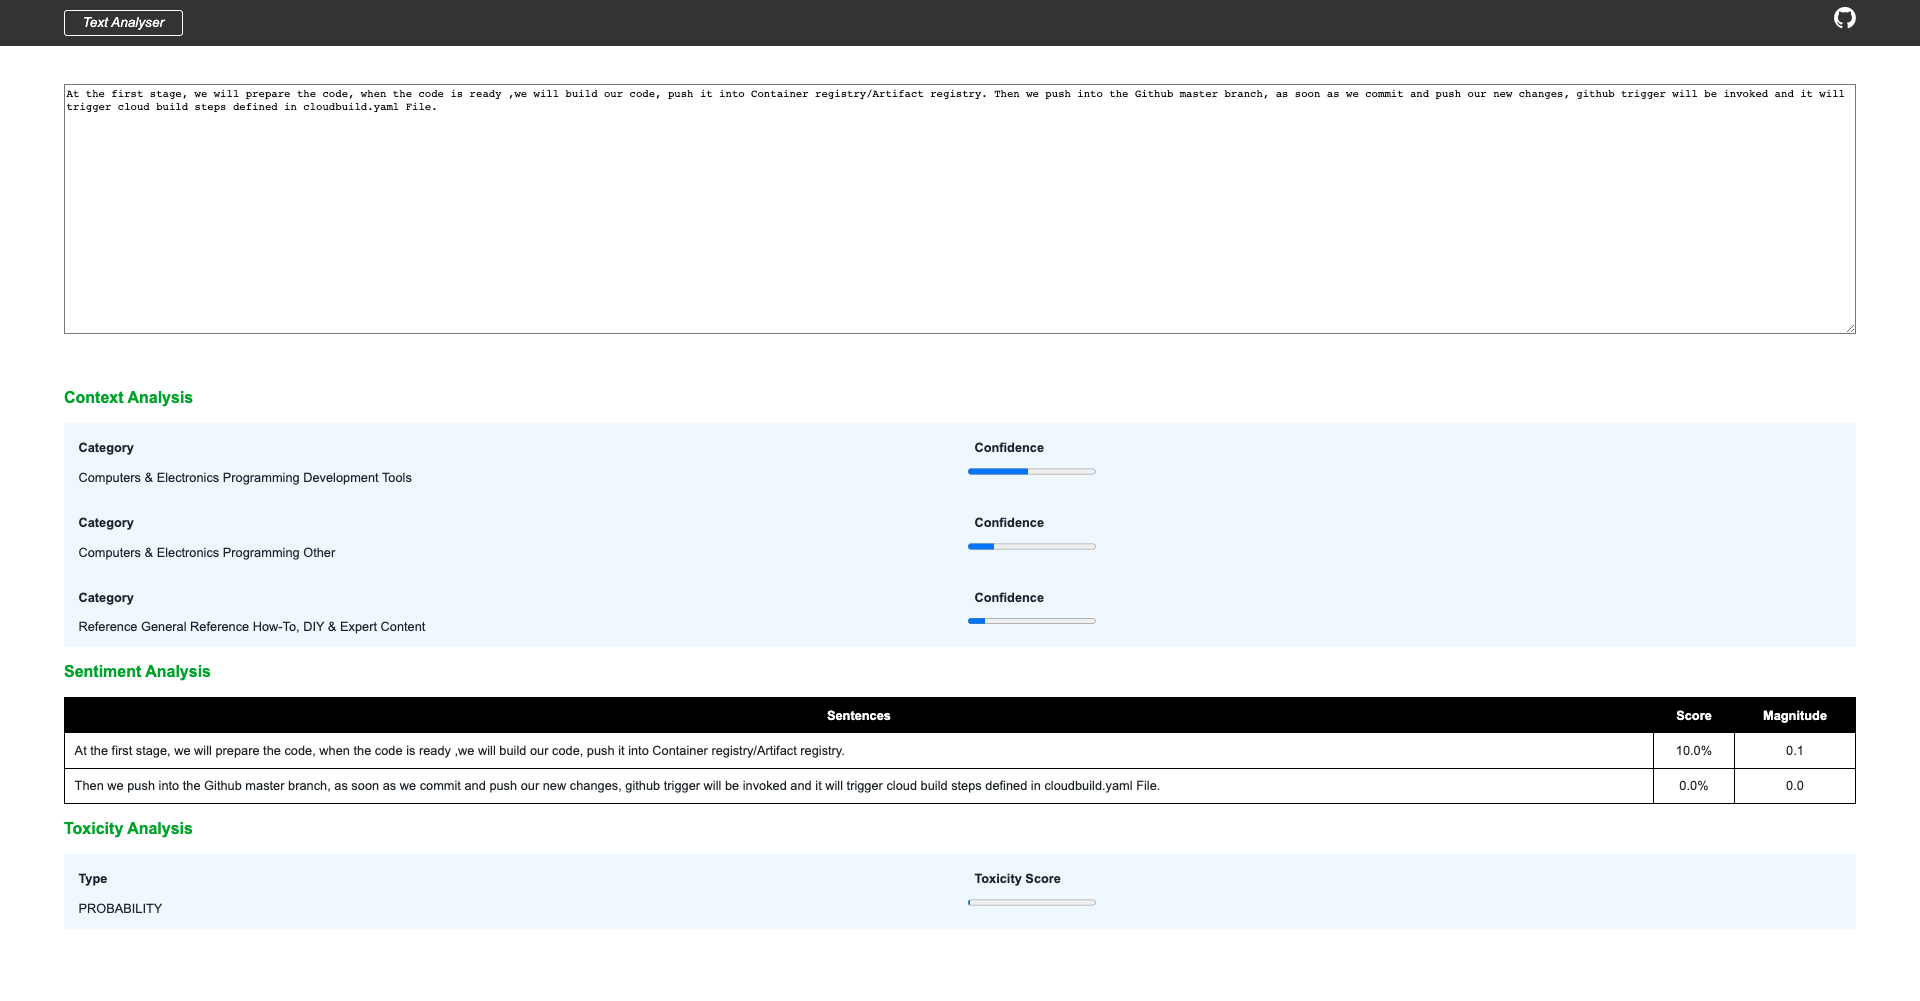 Text Analyser
At the first stage, we will prepare the code, when the code is ready ,we will build our code, push it into Container registry/Artifact registry. Then we push into the Github master branch, as soon as we commit and push our new changes, github trigger will be invoked and it will
trigger cloud build steps defined in cloudbuild.yaml File.
Context Analysis
Category Confidence
Computers & Electronics Programming Development Tools
Category Confidence
Computers & Electronics Programming Other
Category Confidence
Reference General Reference How-To, DIY & Expert Content
Sentiment Analysis
Sentences Score Magnitude
At the first stage, we will prepare the code, when the code is ready ,we will build our code, push it into Container registry/Artifact registry. 10.0% 0.1
Then we push into the Github master branch, as soon as we commit and push our new changes, github trigger will be invoked and it will trigger cloud build steps defined in cloudbuild.yaml File. 0.0% 0.0
Toxicity Analysis
Type Toxicity Score
PROBABILITY